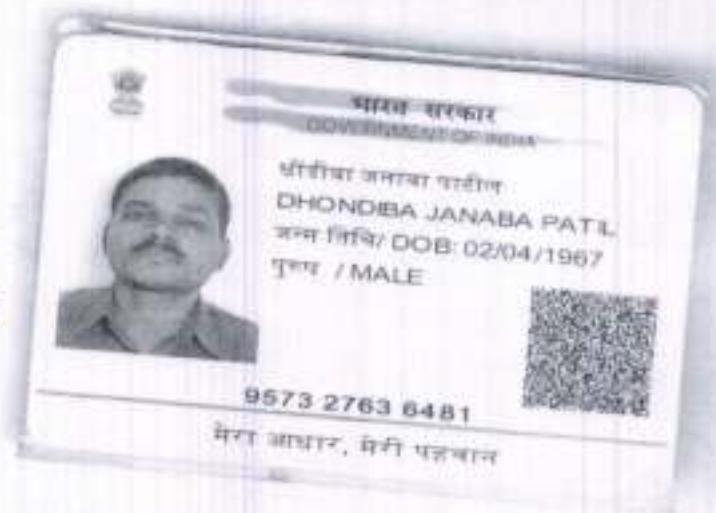 भारत सरकार
GOVERNMENT OF INDIA
धोंडीबा जनाबा पाटील
DHONDIBA JANABA PATIL
जन्म तिथि/ DOB: 02/04/1967
पुरुष / MALE
9573 2763 6481
मेरा आधार, मेरी पहचान